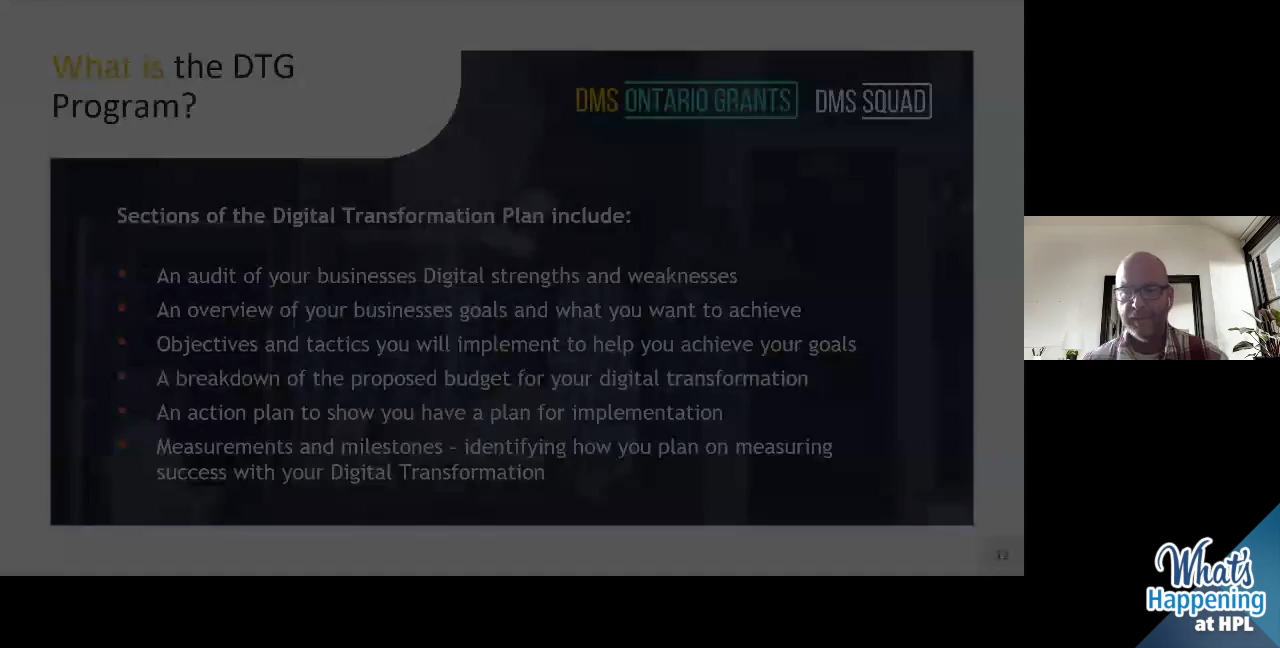 What is the DTG
Program?
DMS ONTARIO GRANTS DMS SQUAD
Sections of the Digital Transformation Plan include:
An audit of your businesses Digital strengths and weaknesses
An overview of your businesses goals and what you want to achieve
Objectives and tactics you will implement to help you achieve your goals
A breakdown of the proposed budget for your digital transformation
An action plan to show you have a plan for implementation
Measurements and milestones – identifying how you plan on measuring
success with your Digital Transformation
What's
Happening
at HPL